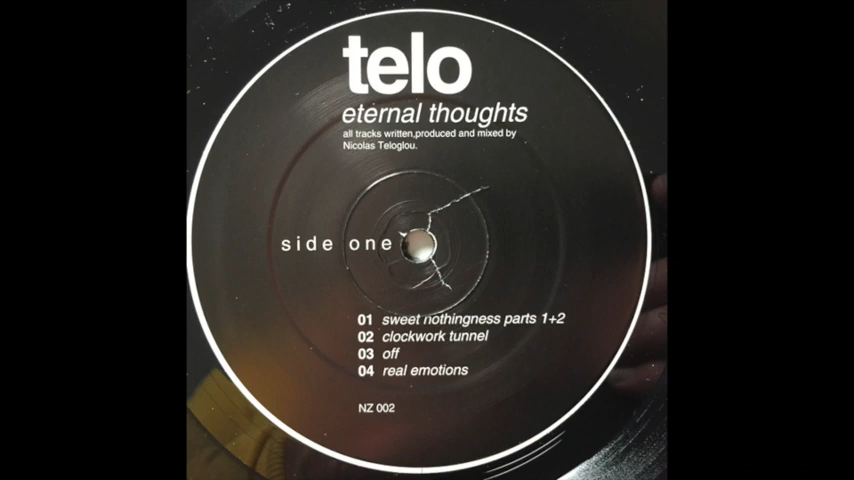 telo
eternal thoughts
all tracks written,produced and mixed by
Nicolas Teloglou.
side one
01 sweet nothingness parts 1+2
02 clockwork tunnel
03 off
04 real emotions
NZ 002